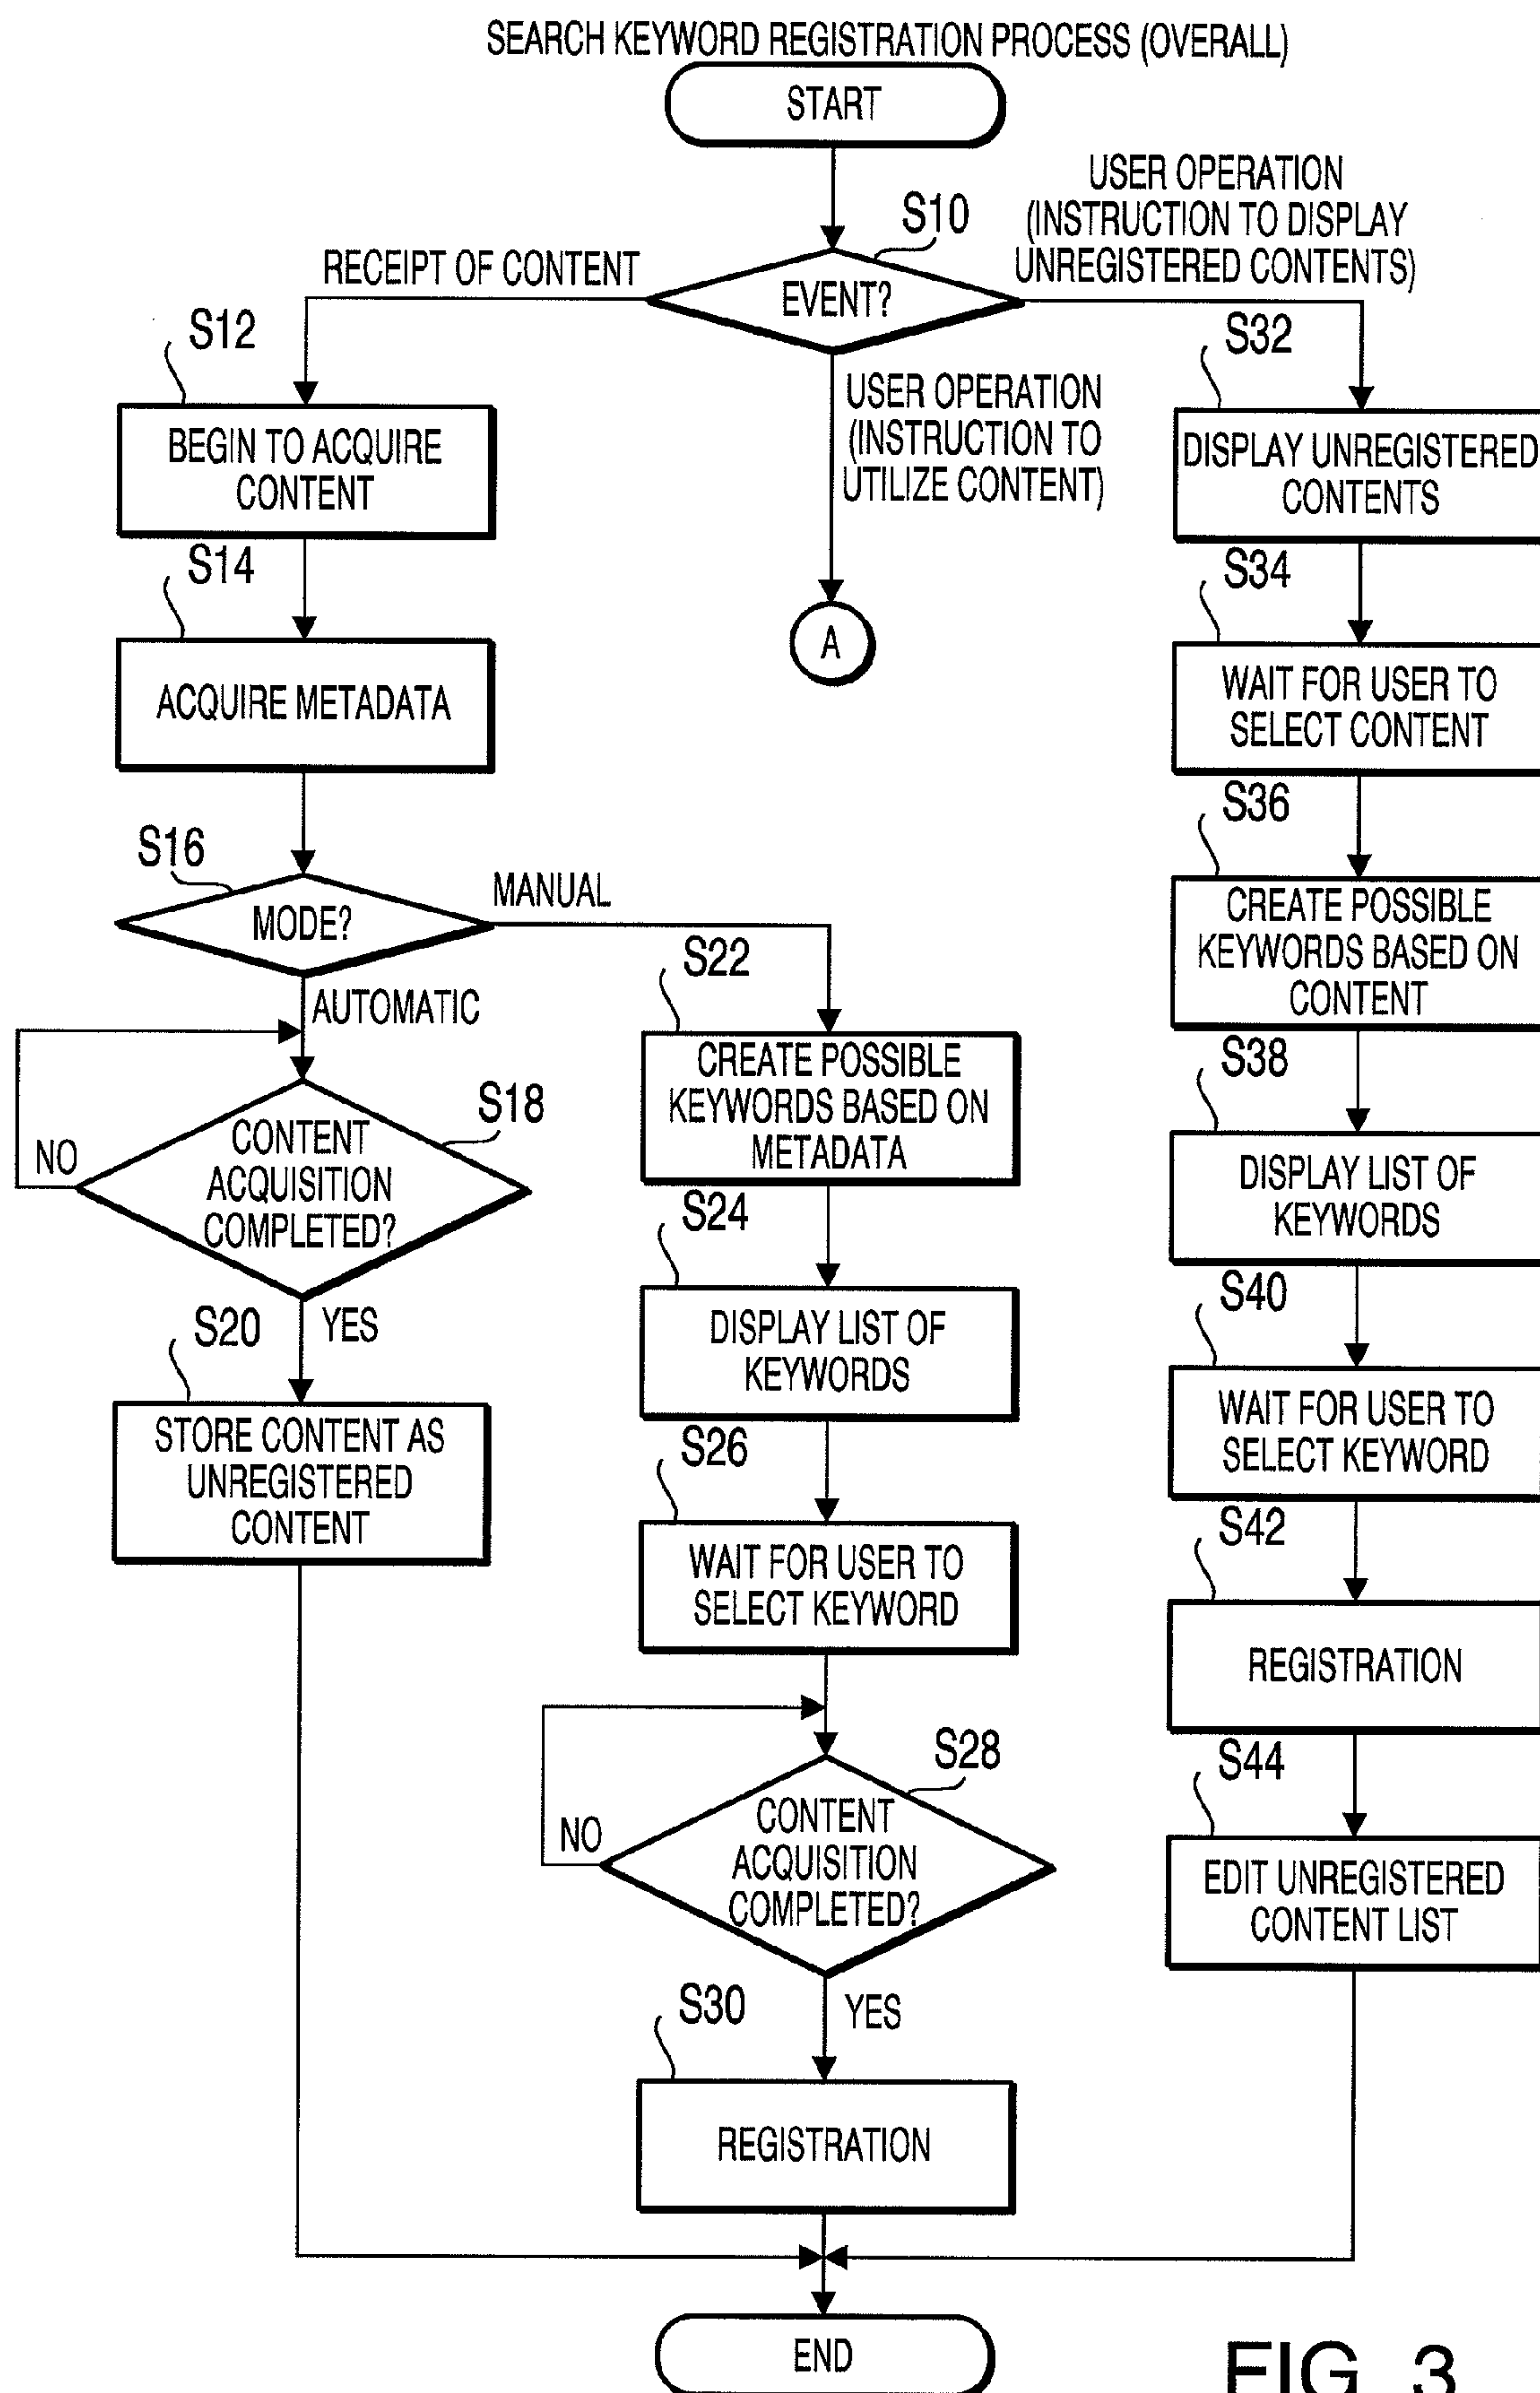 SEARCH KEYWORD REGISTRATION PROCESS (OVERALL)
START
S10
EVENT?
RECEIPT OF CONTENT
USER OPERATION
(INSTRUCTION TO DISPLAY
UNREGISTERED CONTENTS)
USER OPERATION
(INSTRUCTION TO
UTILIZE CONTENT)
A
S12
BEGIN TO ACQUIRE
CONTENT
S14
ACQUIRE METADATA
S16
MODE?
MANUAL
AUTOMATIC
S18
CONTENT
ACQUISITION
COMPLETED?
NO
YES
S20
STORE CONTENT AS
UNREGISTERED
CONTENT
S22
CREATE POSSIBLE
KEYWORDS BASED ON
METADATA
S24
DISPLAY LIST OF
KEYWORDS
S26
WAIT FOR USER TO
SELECT KEYWORD
S28
CONTENT
ACQUISITION
COMPLETED?
NO
YES
S30
REGISTRATION
S32
DISPLAY UNREGISTERED
CONTENTS
S34
WAIT FOR USER TO
SELECT CONTENT
S36
CREATE POSSIBLE
KEYWORDS BASED ON
CONTENT
S38
DISPLAY LIST OF
KEYWORDS
S40
WAIT FOR USER TO
SELECT KEYWORD
S42
REGISTRATION
S44
EDIT UNREGISTERED
CONTENT LIST
END
FIG. 3